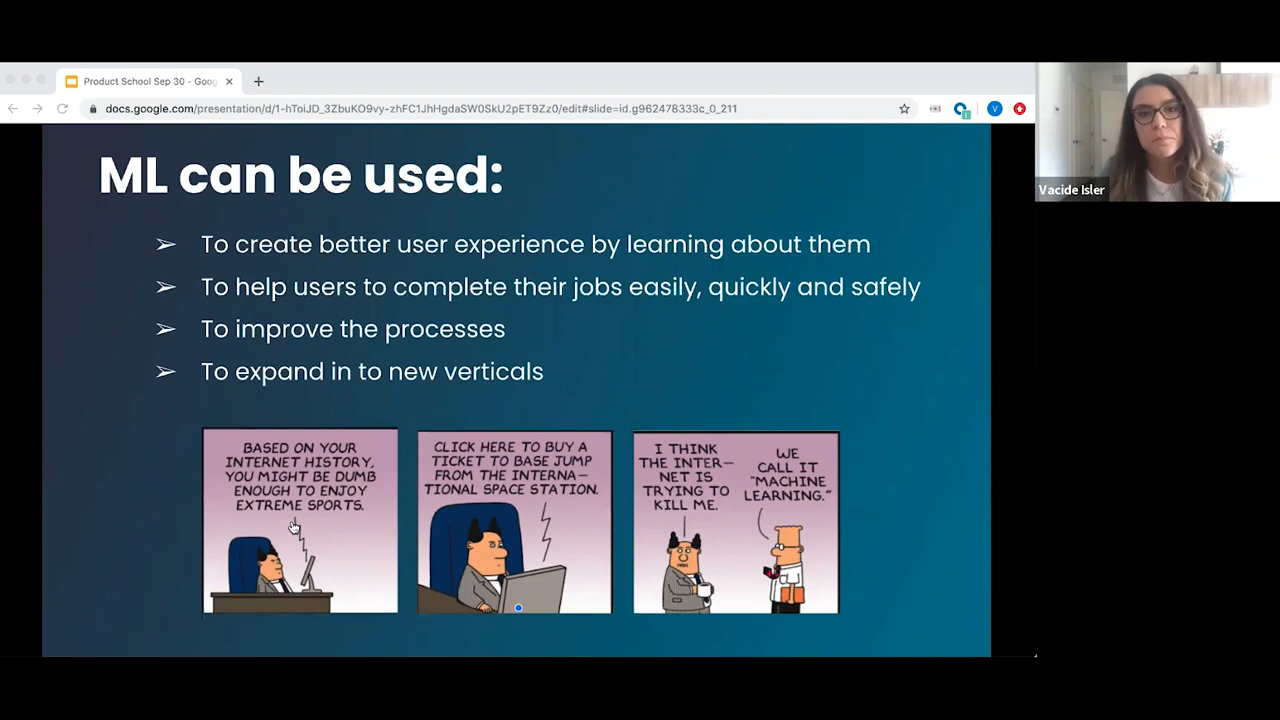 Product School Sep 30 - Goog
docs.google.com/presentation/d/1-hToiJD_3ZbuKO9vy-zhFC1JhHgdaSW0SkU2pET9Zz0/edit#slide=id.g962478333c_0_211
V
Vacide Isler
ML can be used:
➢ To create better user experience by learning about them
➢ To help users to complete their jobs easily, quickly and safely
➢ To improve the processes
➢ To expand in to new verticals
BASED ON YOUR
INTERNET HISTORY,
YOU MIGHT BE DUMB
ENOUGH TO ENJOY
EXTREME SPORTS.
CLICK HERE TO BUY A
TICKET TO BASE JUMP
FROM THE INTERNA-
TIONAL SPACE STATION.
I THINK
THE INTER-
NET IS
TRYING TO
KILL ME.
WE
CALL IT
"MACHINE
LEARNING."